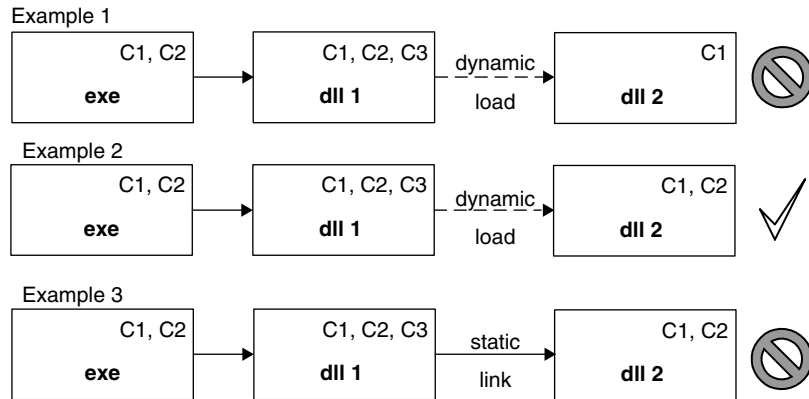 Example 1
C1, C2
exe
C1, C2, C3
dll 1
dynamic
load
C1
dll 2
Example 2
C1, C2
exe
C1, C2, C3
dll 1
dynamic
load
C1, C2
dll 2
Example 3
C1, C2
exe
C1, C2, C3
dll 1
static
link
C1, C2
dll 2